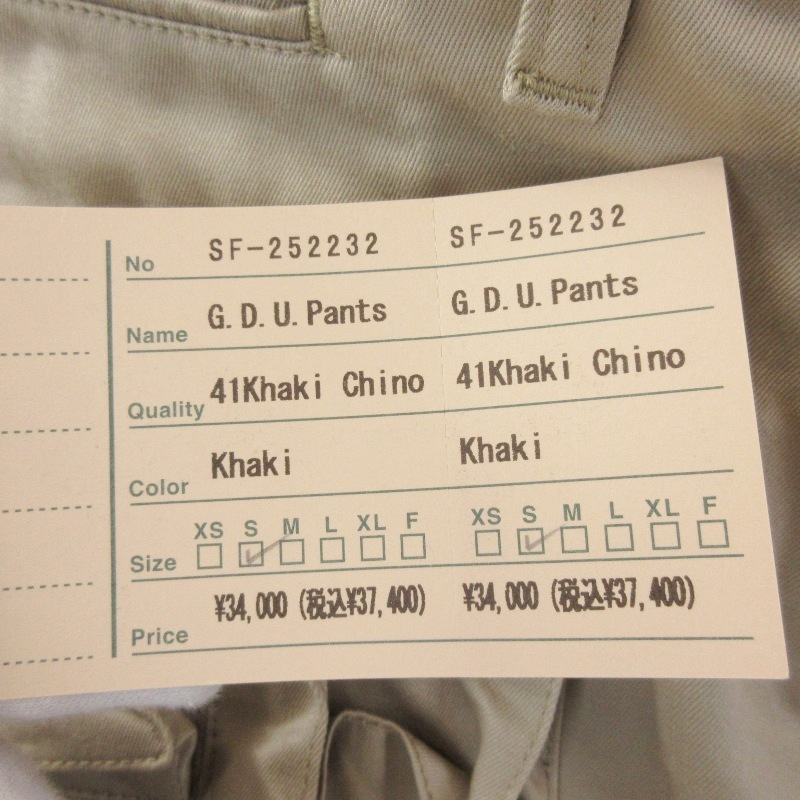 No SF-252232 SF-252232
Name G.D.U.Pants G.D.U.Pants
Quality 41Khaki Chino 41Khaki Chino
Color Khaki Khaki
XS S M L XL F XS S M L XL F
Size
Price ¥34,000 (税込¥37,400) ¥34,000 (税込¥37,400)